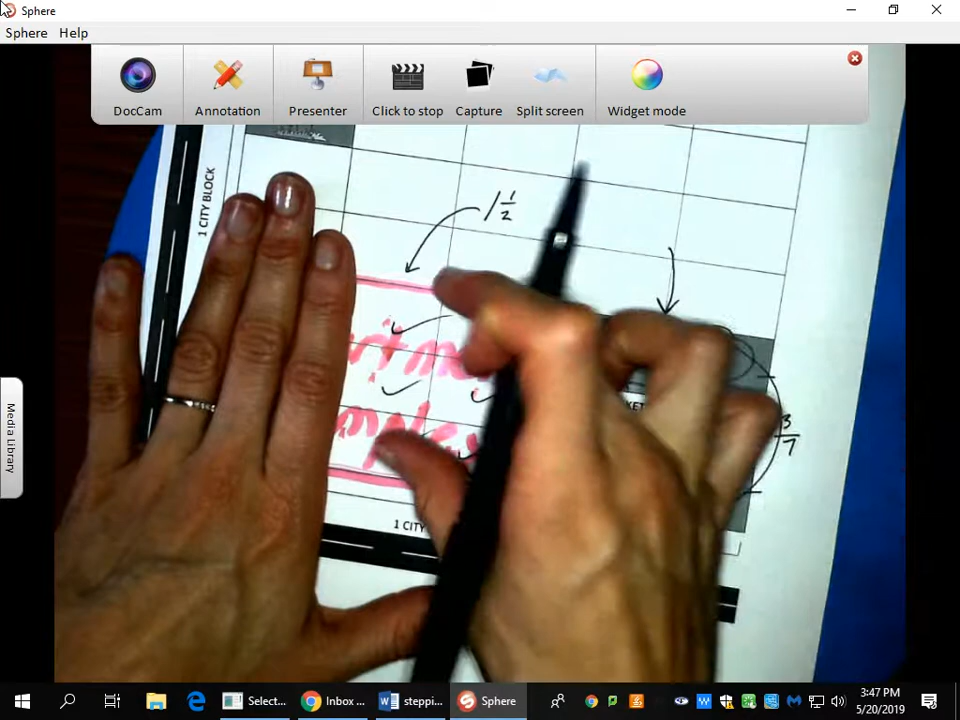 Sphere
Sphere Help
DocCam Annotation Presenter Click to stop Capture Split screen Widget mode
1 CITY BLOCK
1 1/2
3/7
1 CITY
Media Library
Select... Inbox ... steppi... Sphere
3:47 PM
5/20/2019